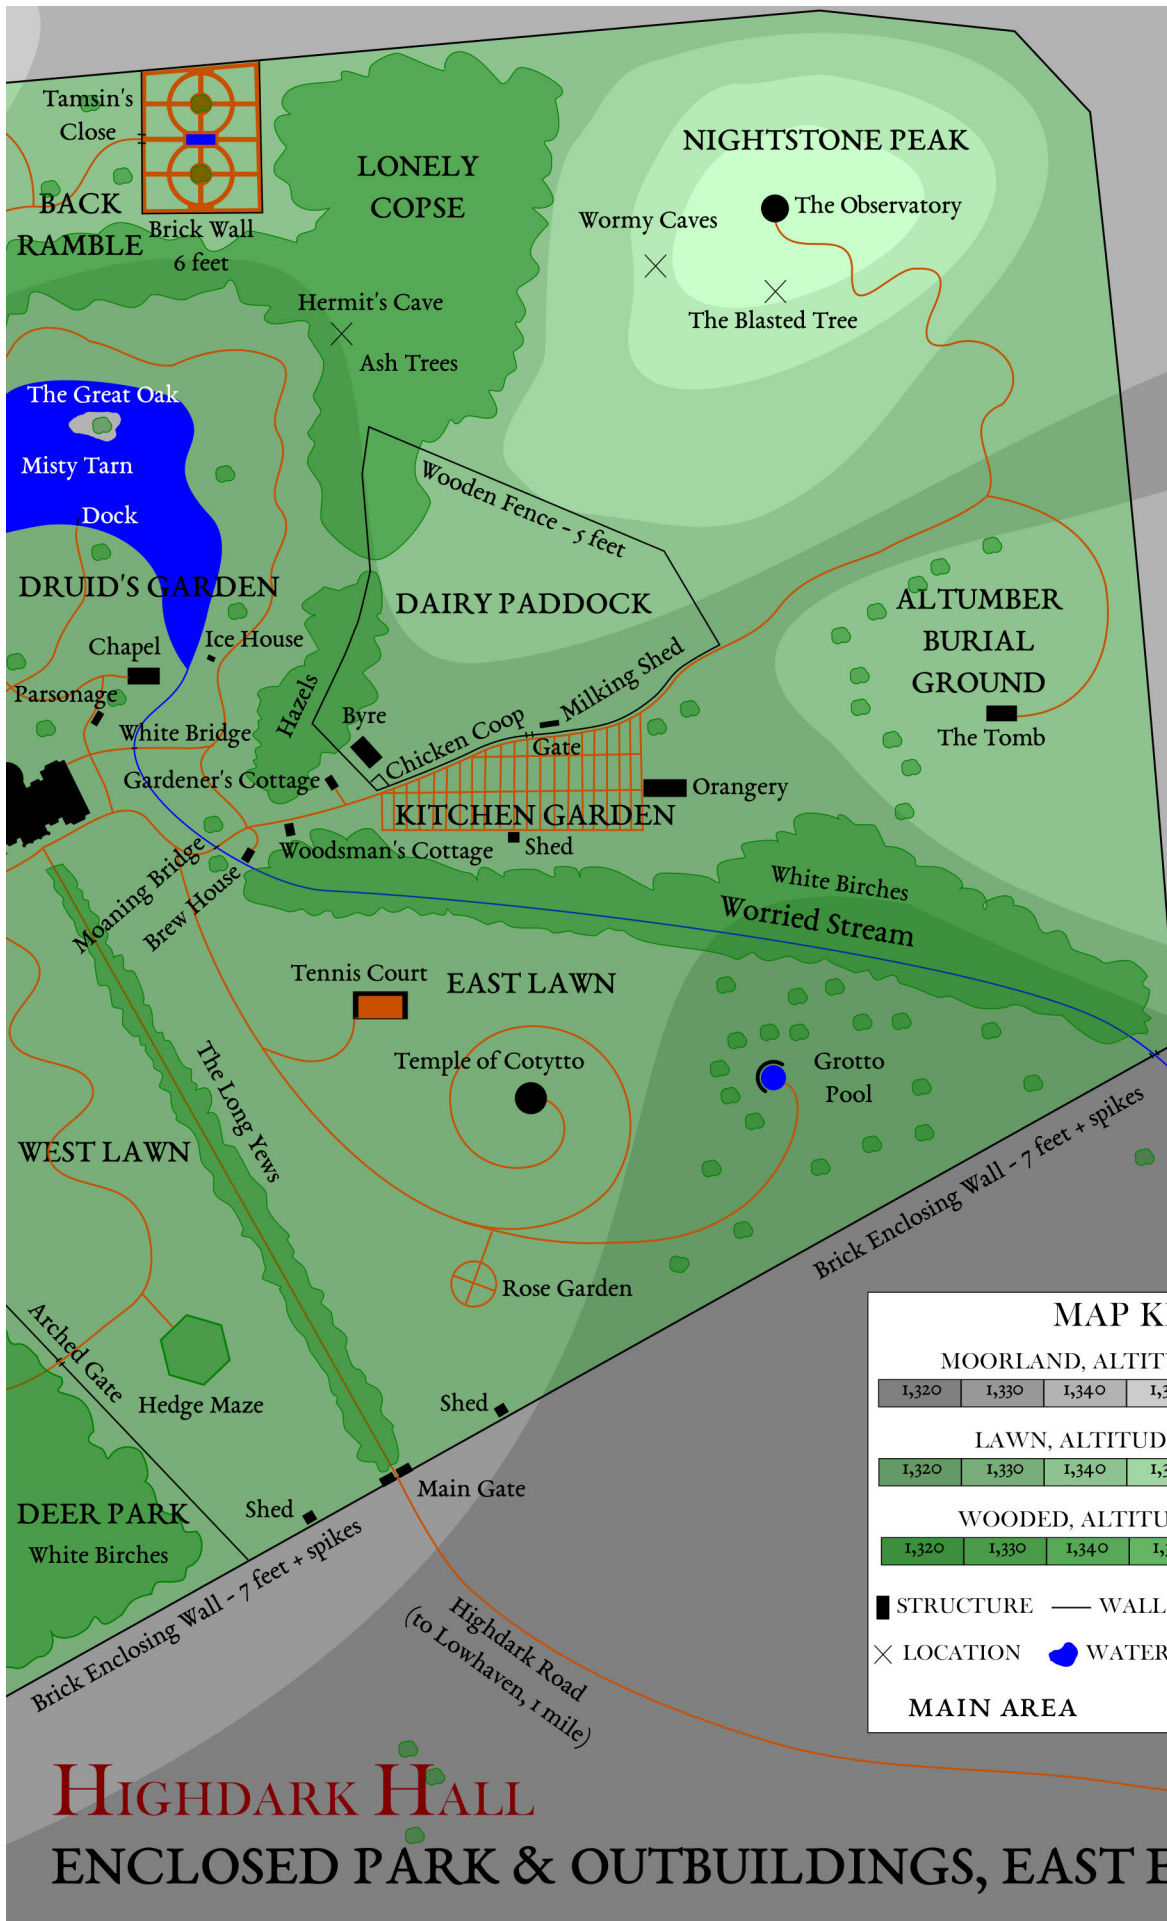 Tamsin's
Close
BACK
RAMBLE
Brick Wall
6 feet
LONELY
COPSE
NIGHTSTONE PEAK
The Observatory
Wormy Caves
The Blasted Tree
Hermit's Cave
Ash Trees
The Great Oak
Misty Tarn
Dock
Wooden Fence - 5 feet
DRUID'S GARDEN
DAIRY PADDOCK
ALTUMBER
BURIAL
GROUND
The Tomb
Chapel
Ice House
Parsonage
White Bridge
Hazels
Byre
Chicken Coop
Milking Shed
Gate
Gardener's Cottage
Orangery
KITCHEN GARDEN
Woodsman's Cottage
Shed
Moaning Bridge
Brew House
White Birches
Worried Stream
Tennis Court
EAST LAWN
Temple of Cotytto
Grotto
Pool
The Long Yews
WEST LAWN
Brick Enclosing Wall - 7 feet + spikes
Rose Garden
Arched Gate
Hedge Maze
Shed
Main Gate
Shed
DEER PARK
White Birches
Brick Enclosing Wall - 7 feet + spikes
Highdark Road
(to Lowhaven, 1 mile)
MAP K
MOORLAND, ALTIT
1,320 1,330 1,340 1,3
LAWN, ALTITUD
1,320 1,330 1,340 1,3
WOODED, ALTITU
1,320 1,330 1,340 1,3
STRUCTURE WALL
LOCATION WATER
MAIN AREA
HIGHDARK HALL
ENCLOSED PARK & OUTBUILDINGS, EAST E